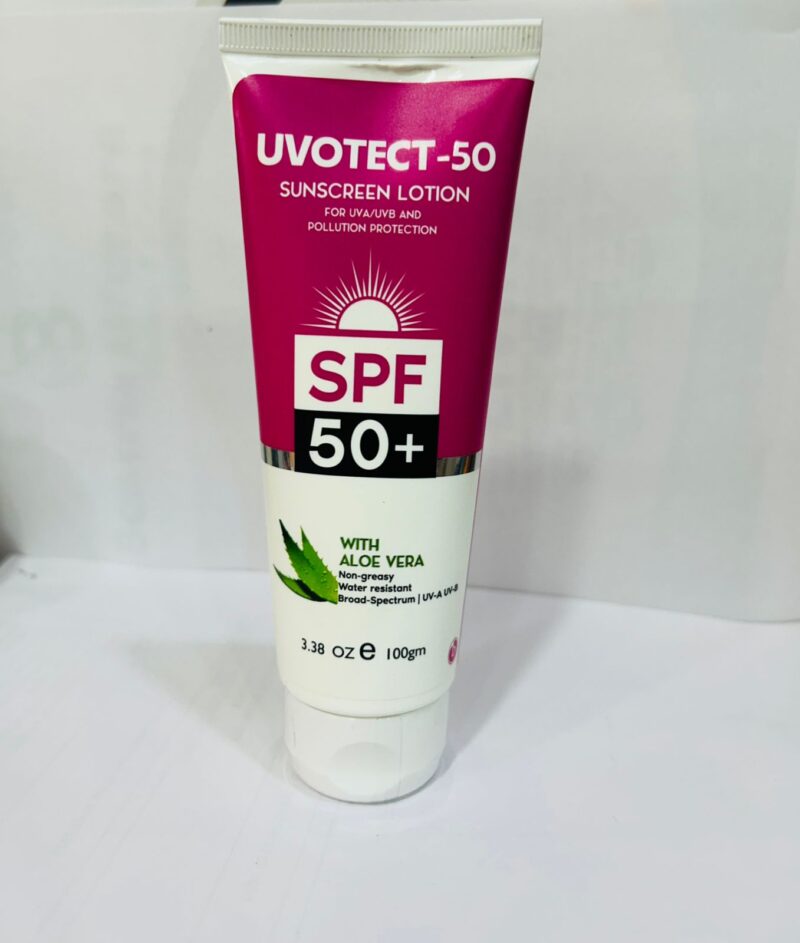 UVOTECT-50
SUNSCREEN LOTION
FOR UVA/UVB AND
POLLUTION PROTECTION
SPF
50+
WITH
ALOE VERA
Non-greasy
Water resistant
Broad-Spectrum | UV-A UV-B
3.38 OZ e 100gm